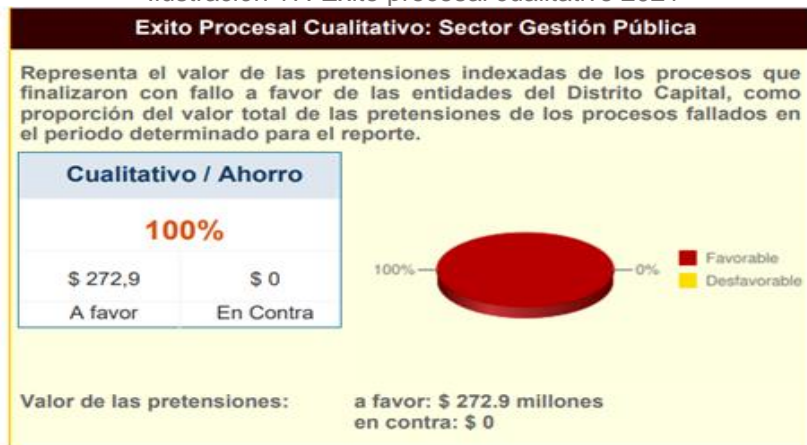 Exito Procesal Cualitativo: Sector Gestión Pública
Representa el valor de las pretensiones indexadas de los procesos que
finalizaron con fallo a favor de las entidades del Distrito Capital, como
proporción del valor total de las pretensiones de los procesos fallados en
el periodo determinado para el reporte.
Cualitativo / Ahorro
100%
$ 272,9 $ 0
A favor En Contra
100% 0%
Favorable
Desfavorable
Valor de las pretensiones: a favor: $ 272.9 millones
en contra: $ 0